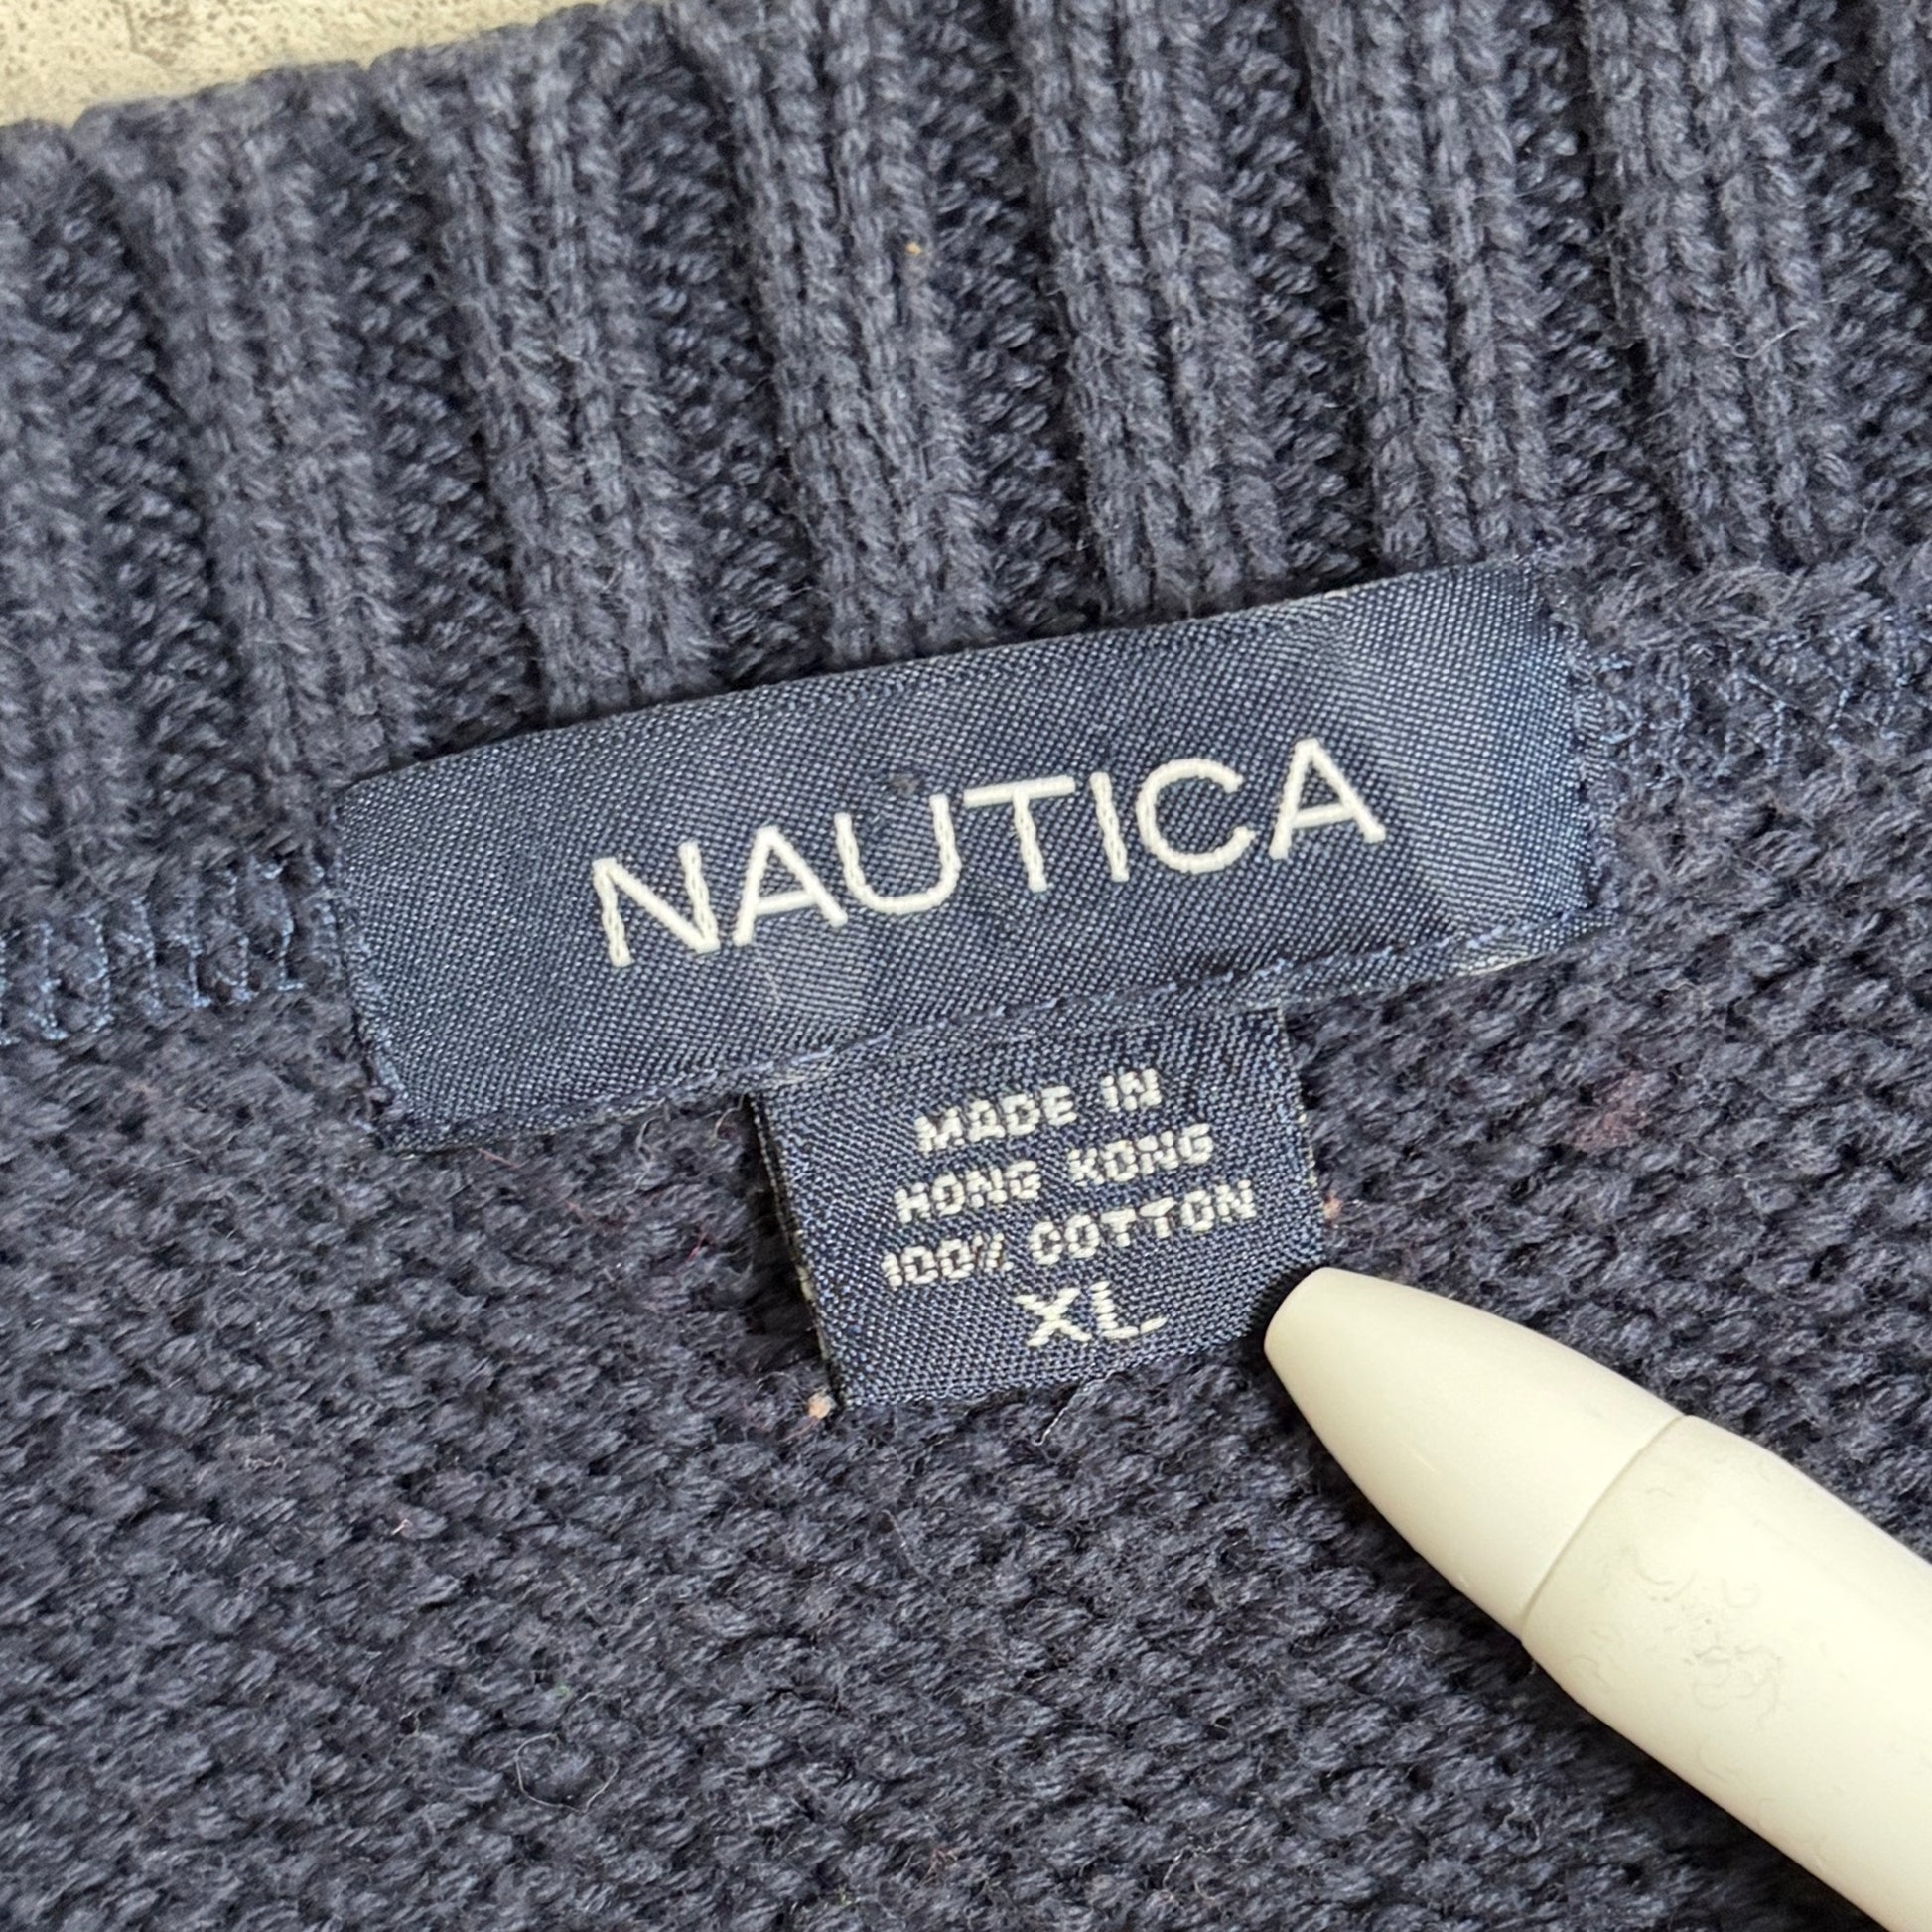 NAUTICA
MADE IN
HONG KONG
100% COTTON
XL